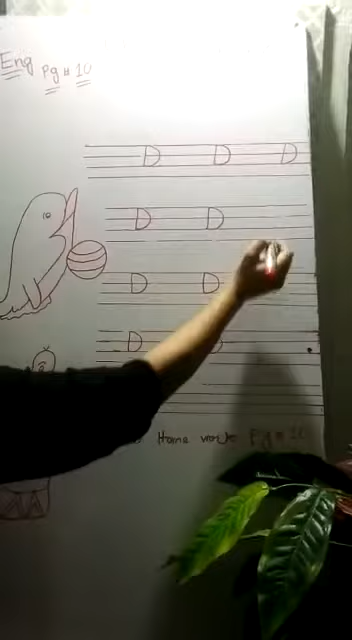 Eng Pg # 10
D D D
D D
D D
D
Home work Pg # 10